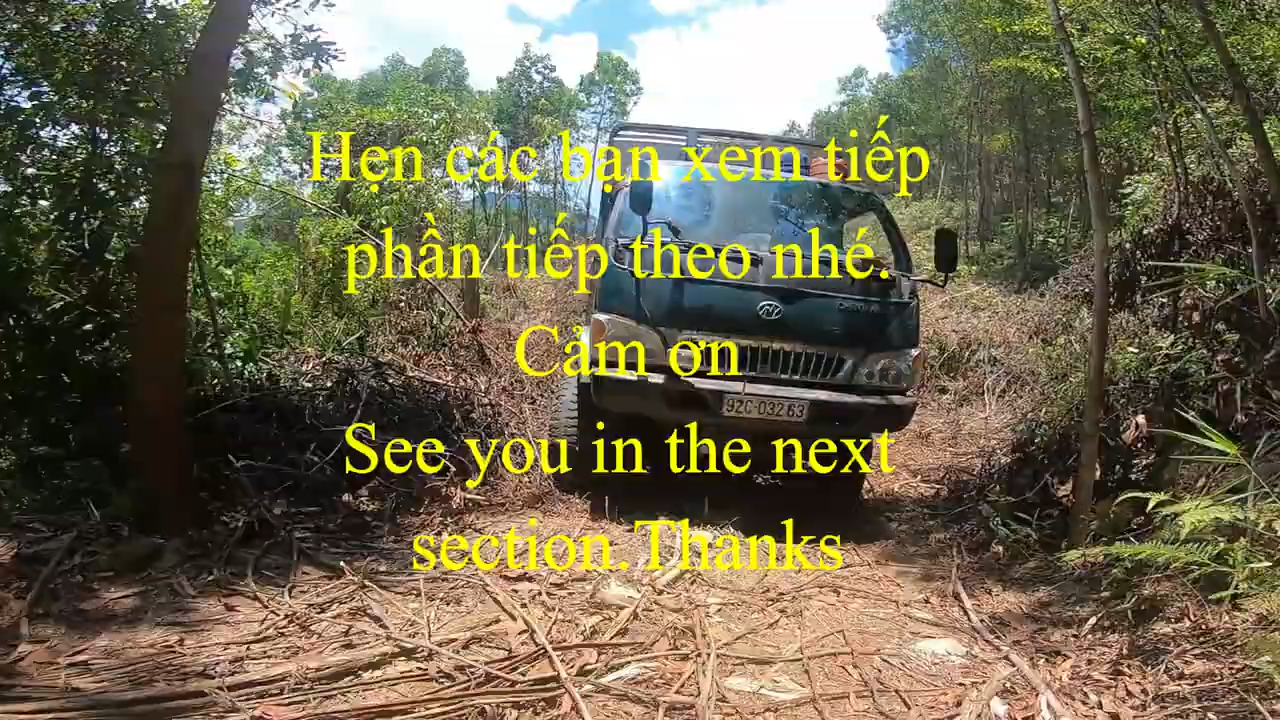 Hẹn các bạn xem tiếp
phần tiếp theo nhé.
Cảm ơn
See you in the next
section.Thanks
92C-032.63